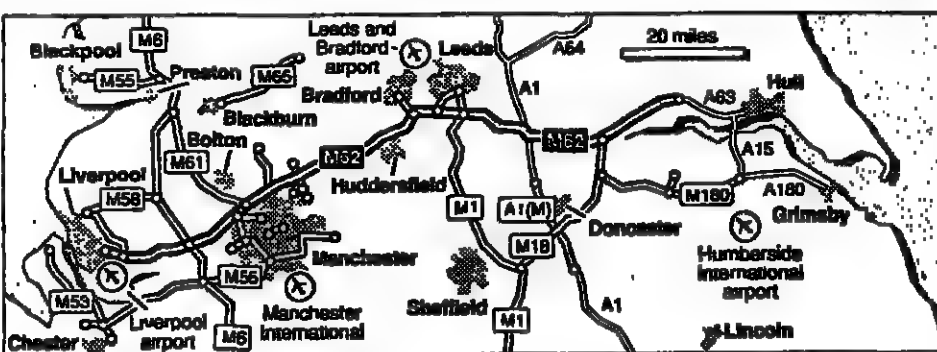 M6
Blackpool
M55
Preston
M65
Blackburn
Bolton
M61
Liverpool
M58
M62
Huddersfield
Manchester
M56
M53
Liverpool
airport
Chester
M6
Manchester
International
Leeds and
Bradford
airport
Leeds
Bradford
A64
20 miles
A1
M62
A63
Hull
A15
M1
A1(M)
M18
Doncaster
M180
A180
Grimsby
Humberside
international
airport
Sheffield
M1
A1
Lincoln